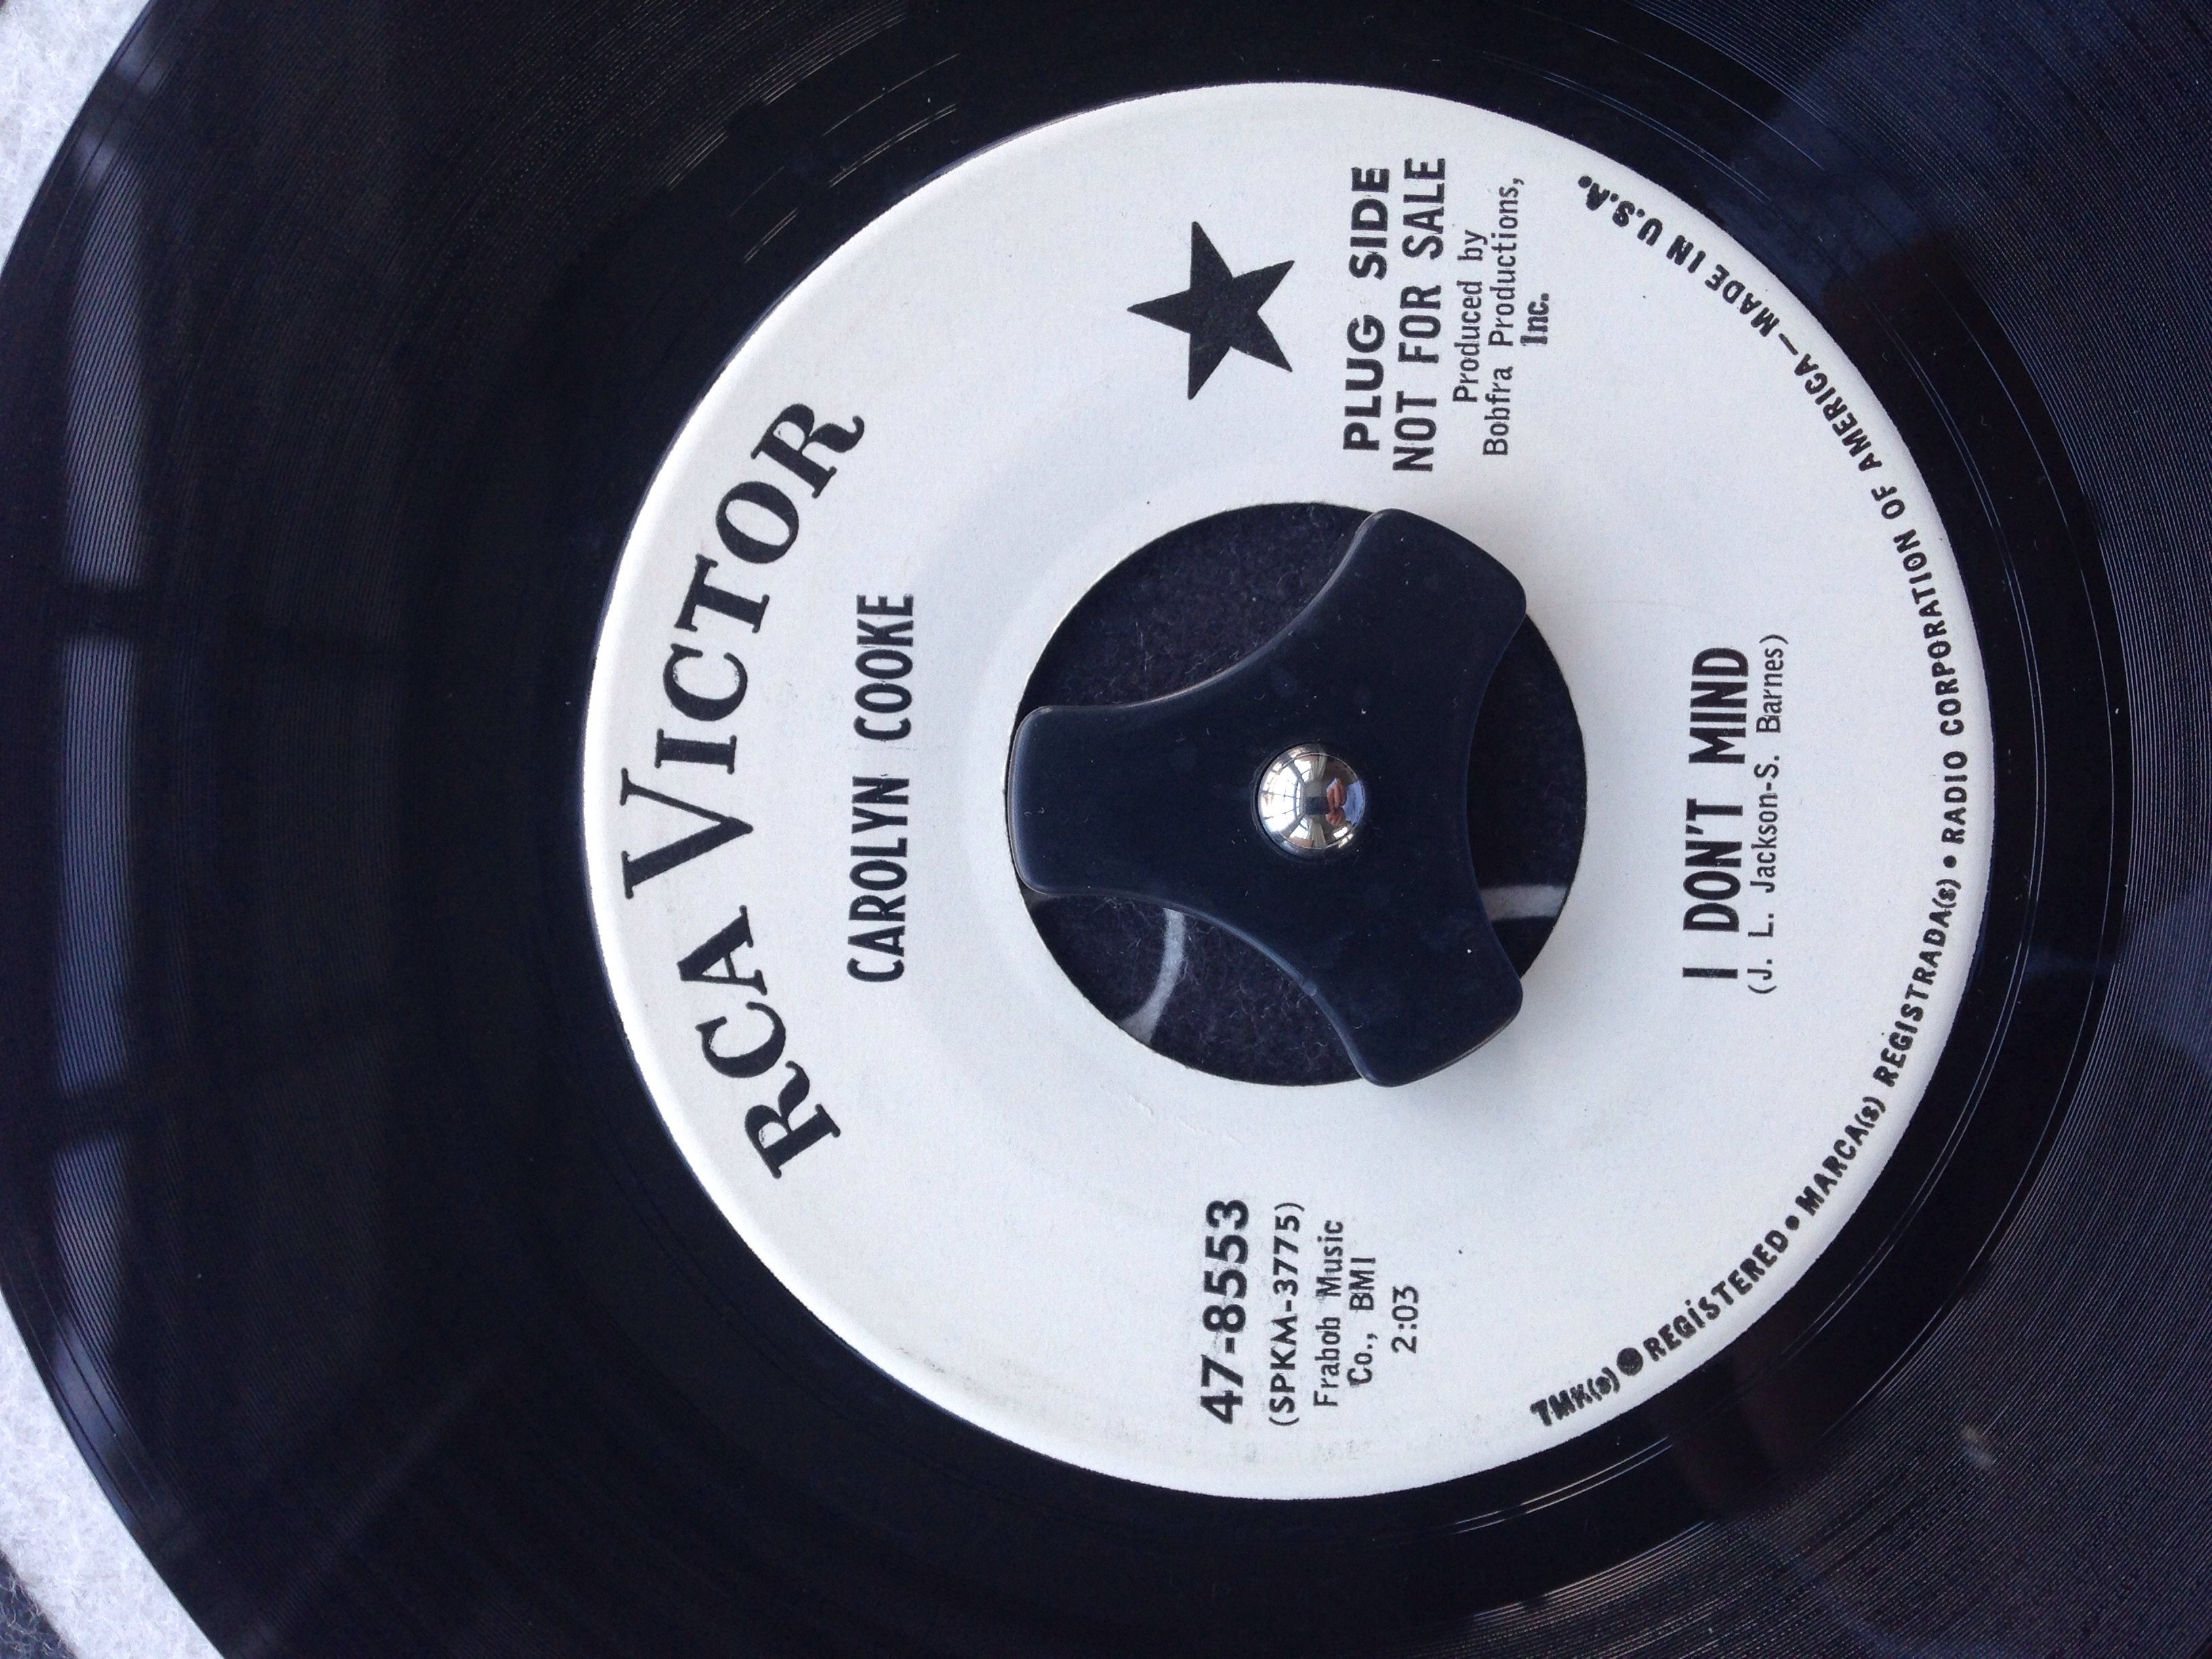 RCA VICTOR
CAROLYN COOKE
47-8553
(SPKM-3775)
Frabob Music
Co., BMI
2:03
PLUG SIDE
NOT FOR SALE
Produced by
Bobfra Productions,
Inc.
I DON'T MIND
(J. L. Jackson-S. Barnes)
TMK(s) ● REGISTERED • MARCA(s) REGISTRADA(s) • RADIO CORPORATION OF AMERICA—MADE IN U.S.A.